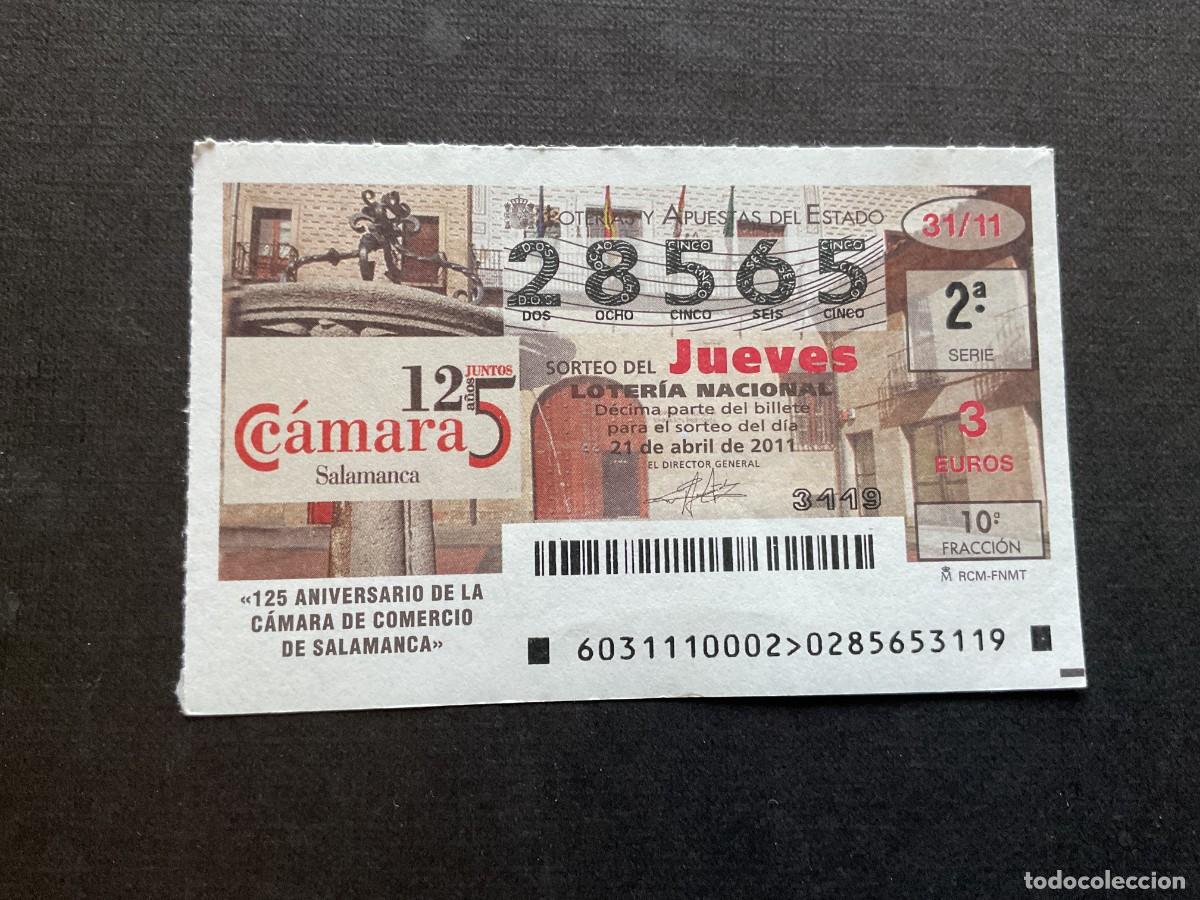 LOTERÍAS Y APUESTAS DEL ESTADO
31/11
28565
DOS OCHO CINCO SEIS CINCO
2ª
SERIE
SORTEO DEL Jueves
LOTERÍA NACIONAL
Décima parte del billete
para el sorteo del día
21 de abril de 2011
EL DIRECTOR GENERAL
3119
3
EUROS
10ª
FRACCIÓN
RCM-FNMT
125 años JUNTOS
Cámara
Salamanca
«125 ANIVERSARIO DE LA
CÁMARA DE COMERCIO
DE SALAMANCA»
6031110002>0285653119
todocoleccion